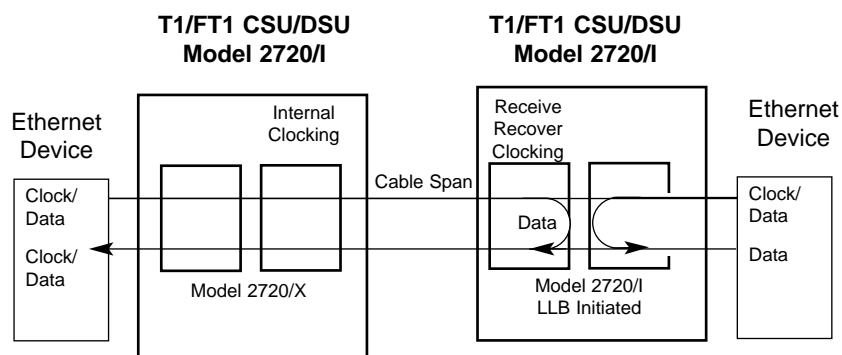 T1/FT1 CSU/DSU
Model 2720/I
T1/FT1 CSU/DSU
Model 2720/I
Ethernet
Device
Internal
Clocking
Receive
Recover
Clocking
Ethernet
Device
Clock/
Data
Clock/
Data
Cable Span
Data
Clock/
Data
Data
Model 2720/X
Model 2720/I
LLB Initiated